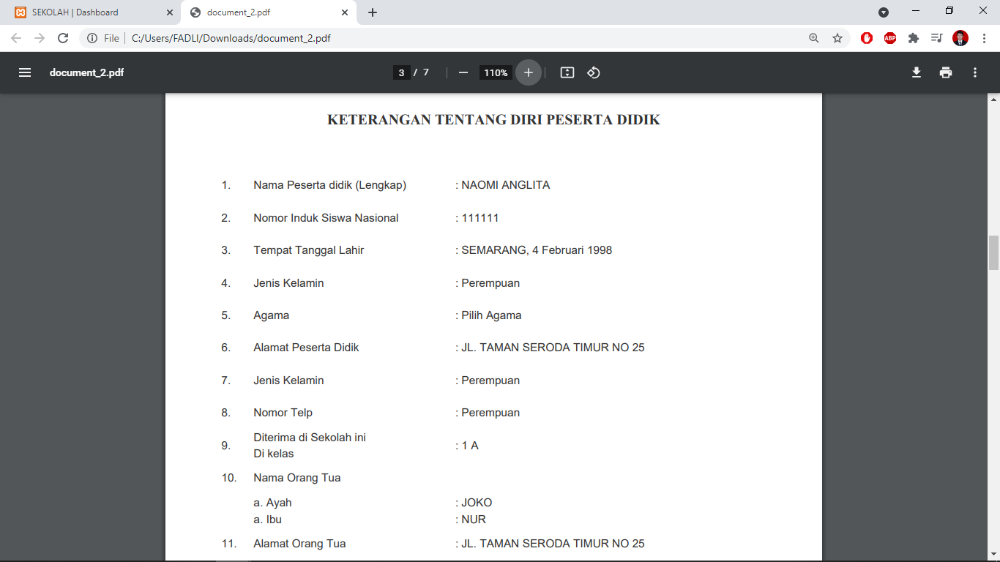 SEKOLAH | Dashboard
document_2.pdf
File
C:/Users/FADLI/Downloads/document_2.pdf
ABP
document_2.pdf
3 / 7
110%
KETERANGAN TENTANG DIRI PESERTA DIDIK
1. Nama Peserta didik (Lengkap) : NAOMI ANGLITA
2. Nomor Induk Siswa Nasional : 111111
3. Tempat Tanggal Lahir : SEMARANG, 4 Februari 1998
4. Jenis Kelamin : Perempuan
5. Agama : Pilih Agama
6. Alamat Peserta Didik : JL. TAMAN SERODA TIMUR NO 25
7. Jenis Kelamin : Perempuan
8. Nomor Telp : Perempuan
9. Diterima di Sekolah ini
Di kelas : 1 A
10. Nama Orang Tua
a. Ayah : JOKO
a. Ibu : NUR
11. Alamat Orang Tua : JL. TAMAN SERODA TIMUR NO 25